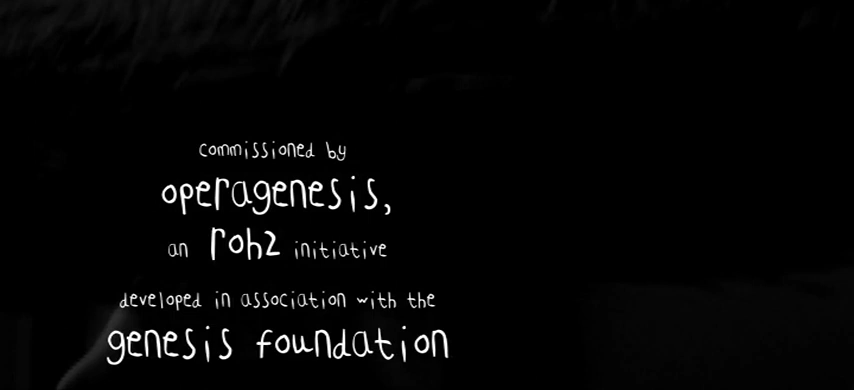 commissioned by
operagenesis,
an roh2 initiative
developed in association with the
genesis foundation